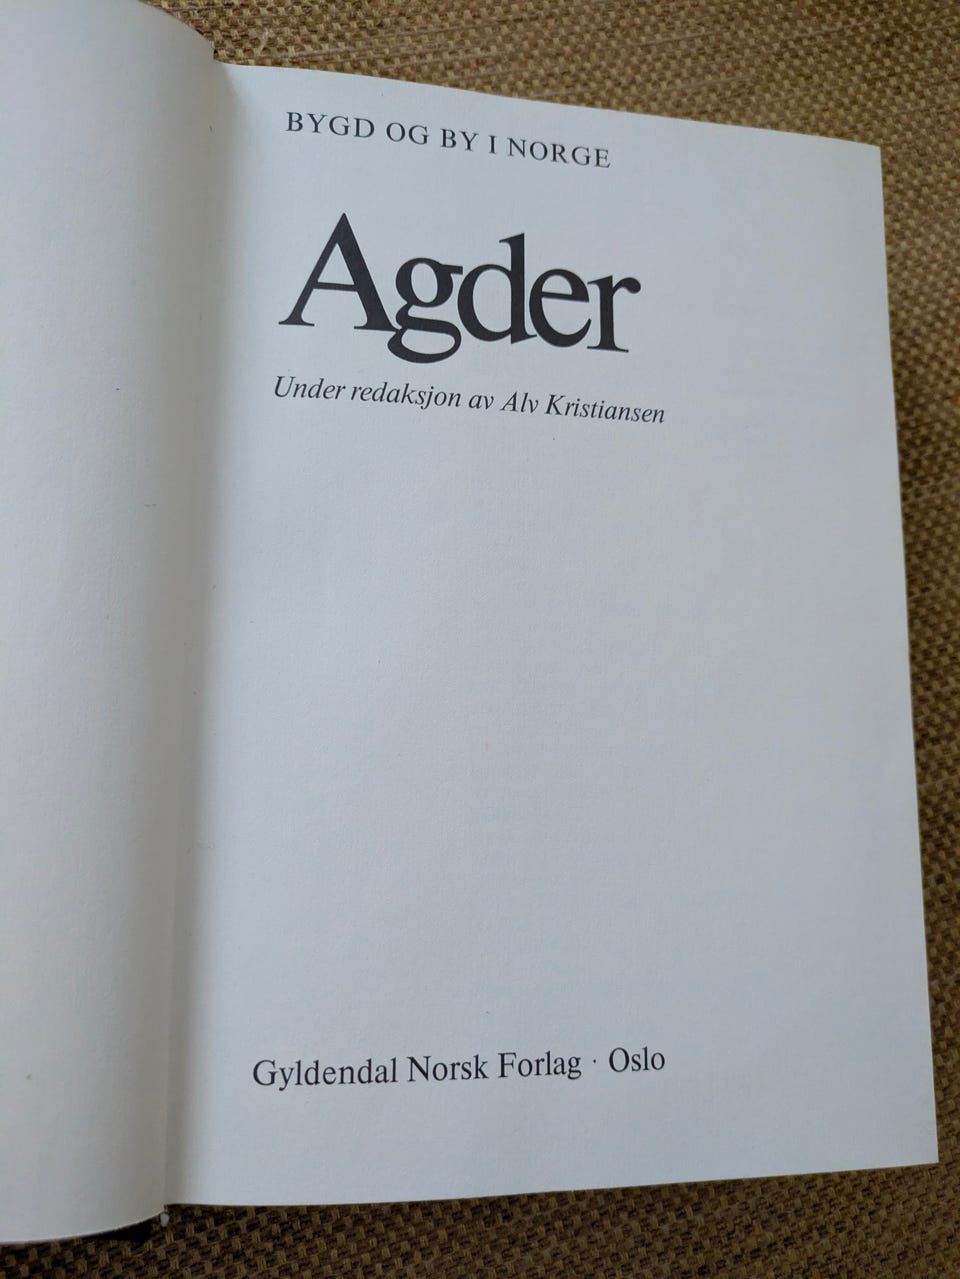 BYGD OG BY I NORGE
Agder
Under redaksjon av Alv Kristiansen
Gyldendal Norsk Forlag · Oslo